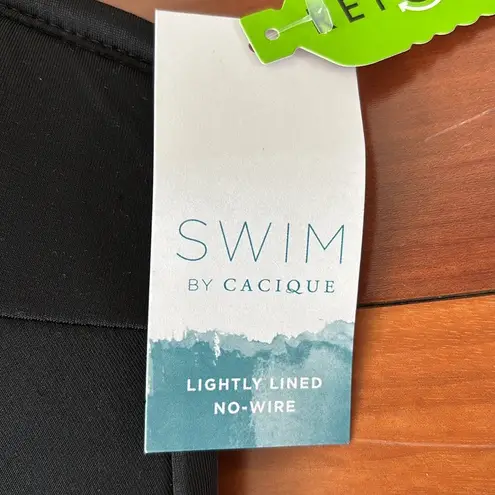 SWIM
BY CACIQUE
LIGHTLY LINED
NO-WIRE